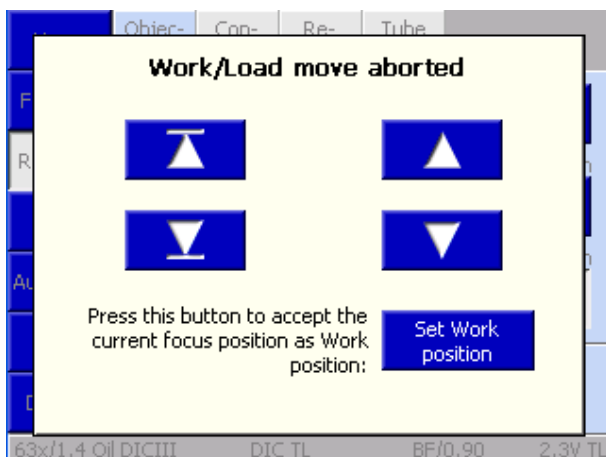 Objec-
Con-
Re-
Tube
Work/Load move aborted
Press this button to accept the
current focus position as Work
position:
Set Work
position
63x/1.4 Oil DICIII
DIC TL
BF/0.90
2.3V TL